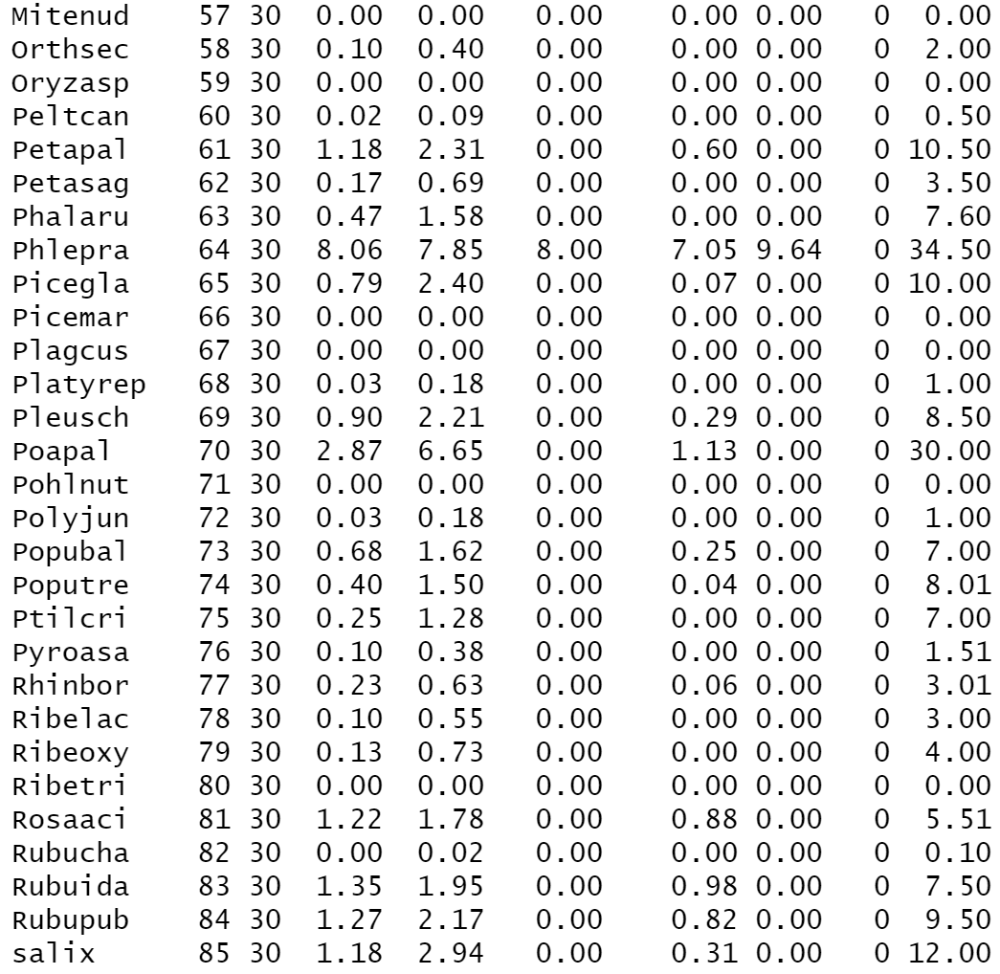 Mitenud 57 30 0.00 0.00 0.00 0.00 0.00 0 0.00
Orthsec 58 30 0.10 0.40 0.00 0.00 0.00 0 2.00
Oryzasp 59 30 0.00 0.00 0.00 0.00 0.00 0 0.00
Peltcan 60 30 0.02 0.09 0.00 0.00 0.00 0 0.50
Petapal 61 30 1.18 2.31 0.00 0.60 0.00 0 10.50
Petasag 62 30 0.17 0.69 0.00 0.00 0.00 0 3.50
Phalaru 63 30 0.47 1.58 0.00 0.00 0.00 0 7.60
Phlepra 64 30 8.06 7.85 8.00 7.05 9.64 0 34.50
Picegla 65 30 0.79 2.40 0.00 0.07 0.00 0 10.00
Picemar 66 30 0.00 0.00 0.00 0.00 0.00 0 0.00
Plagcus 67 30 0.00 0.00 0.00 0.00 0.00 0 0.00
Platyrep 68 30 0.03 0.18 0.00 0.00 0.00 0 1.00
Pleusch 69 30 0.90 2.21 0.00 0.29 0.00 0 8.50
Poapal 70 30 2.87 6.65 0.00 1.13 0.00 0 30.00
Pohlnut 71 30 0.00 0.00 0.00 0.00 0.00 0 0.00
Polyjun 72 30 0.03 0.18 0.00 0.00 0.00 0 1.00
Popubal 73 30 0.68 1.62 0.00 0.25 0.00 0 7.00
Poputre 74 30 0.40 1.50 0.00 0.04 0.00 0 8.01
Ptilcri 75 30 0.25 1.28 0.00 0.00 0.00 0 7.00
Pyroasa 76 30 0.10 0.38 0.00 0.00 0.00 0 1.51
Rhinbor 77 30 0.23 0.63 0.00 0.06 0.00 0 3.01
Ribelac 78 30 0.10 0.55 0.00 0.00 0.00 0 3.00
Ribeoxy 79 30 0.13 0.73 0.00 0.00 0.00 0 4.00
Ribetri 80 30 0.00 0.00 0.00 0.00 0.00 0 0.00
Rosaaci 81 30 1.22 1.78 0.00 0.88 0.00 0 5.51
Rubucha 82 30 0.00 0.02 0.00 0.00 0.00 0 0.10
Rubuida 83 30 1.35 1.95 0.00 0.98 0.00 0 7.50
Rubupub 84 30 1.27 2.17 0.00 0.82 0.00 0 9.50
salix 85 30 1.18 2.94 0.00 0.31 0.00 0 12.00